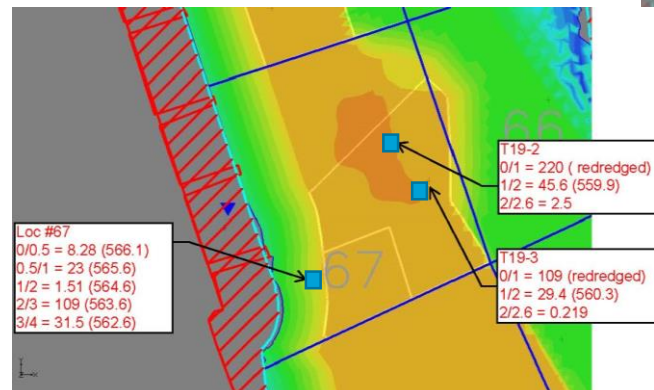 66
T19-2
0/1 = 220 ( redredged)
1/2 = 45.6 (559.9)
2/2.6 = 2.5
T19-3
0/1 = 109 (redredged)
1/2 = 29.4 (560.3)
2/2.6 = 0.219
Loc #67
0/0.5 = 8.28 (566.1)
0.5/1 = 23 (565.6)
1/2 = 1.51 (564.6)
2/3 = 109 (563.6)
3/4 = 31.5 (562.6)
67